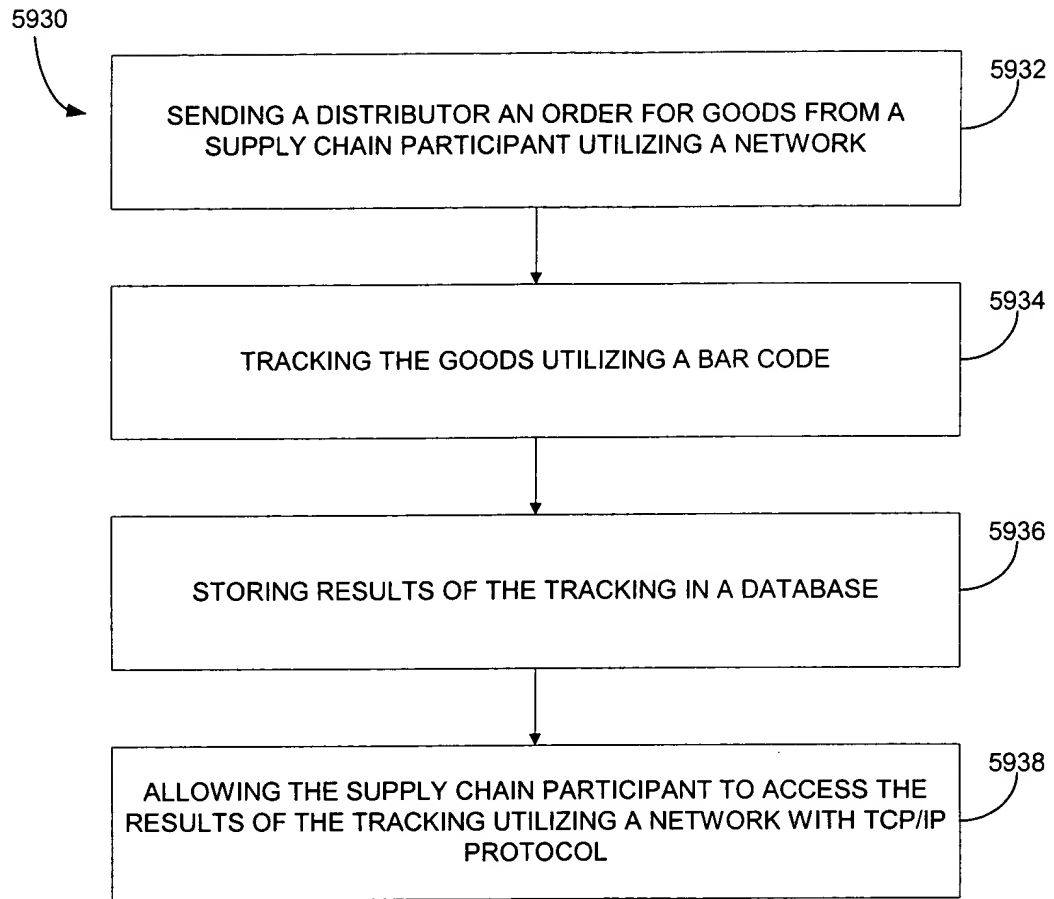 5930
5932
SENDING A DISTRIBUTOR AN ORDER FOR GOODS FROM A
SUPPLY CHAIN PARTICIPANT UTILIZING A NETWORK
5934
TRACKING THE GOODS UTILIZING A BAR CODE
5936
STORING RESULTS OF THE TRACKING IN A DATABASE
5938
ALLOWING THE SUPPLY CHAIN PARTICIPANT TO ACCESS THE
RESULTS OF THE TRACKING UTILIZING A NETWORK WITH TCP/IP
PROTOCOL